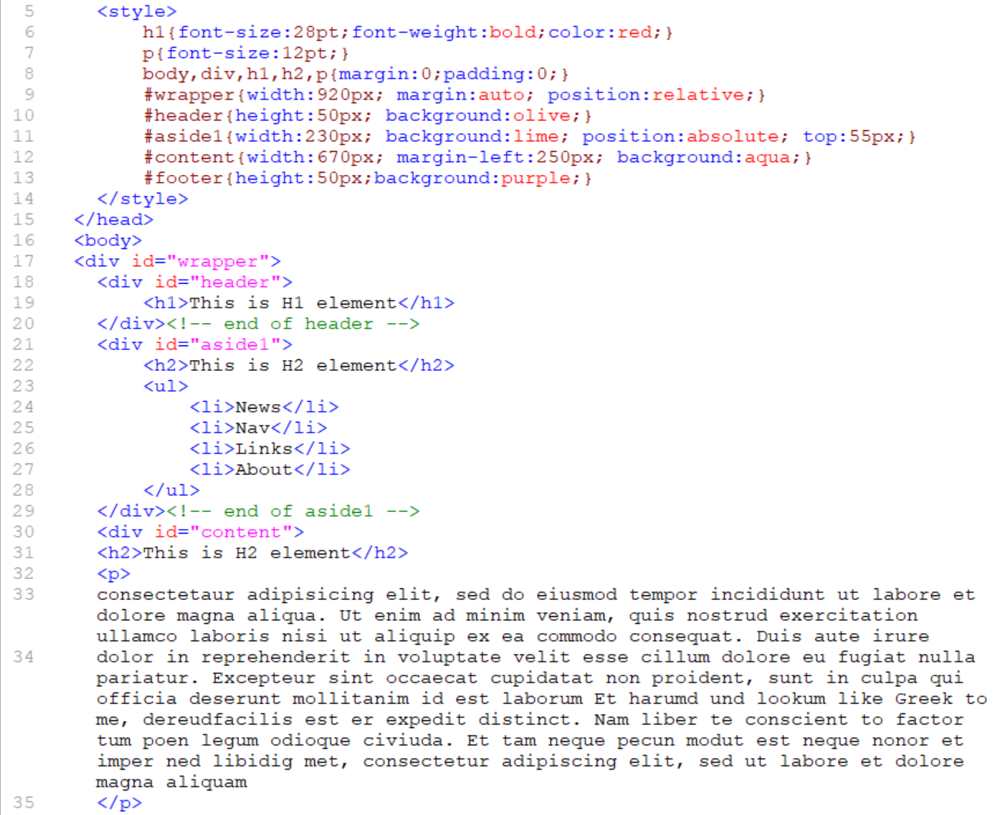 5 <style>
6 h1{font-size:28pt;font-weight:bold;color:red;}
7 p{font-size:12pt;}
8 body,div,h1,h2,p{margin:0;padding:0;}
9 #wrapper{width:920px; margin:auto; position:relative;}
10 #header{height:50px; background:olive;}
11 #aside1{width:230px; background:lime; position:absolute; top:55px;}
12 #content{width:670px; margin-left:250px; background:aqua;}
13 #footer{height:50px;background:purple;}
14 </style>
15 </head>
16 <body>
17 <div id="wrapper">
18 <div id="header">
19 <h1>This is H1 element</h1>
20 </div><!-- end of header -->
21 <div id="aside1">
22 <h2>This is H2 element</h2>
23 <ul>
24 <li>News</li>
25 <li>Nav</li>
26 <li>Links</li>
27 <li>About</li>
28 </ul>
29 </div><!-- end of aside1 -->
30 <div id="content">
31 <h2>This is H2 element</h2>
32 <p>
33 consectetaur adipisicing elit, sed do eiusmod tempor incididunt ut labore et
dolore magna aliqua. Ut enim ad minim veniam, quis nostrud exercitation
ullamco laboris nisi ut aliquip ex ea commodo consequat. Duis aute irure
34 dolor in reprehenderit in voluptate velit esse cillum dolore eu fugiat nulla
pariatur. Excepteur sint occaecat cupidatat non proident, sunt in culpa qui
officia deserunt mollitanim id est laborum Et harumd und lookum like Greek to
me, dereudfacilis est er expedit distinct. Nam liber te conscient to factor
tum poen legum odioque civiuda. Et tam neque pecun modut est neque nonor et
imper ned libidig met, consectetur adipiscing elit, sed ut labore et dolore
magna aliquam
35 </p>